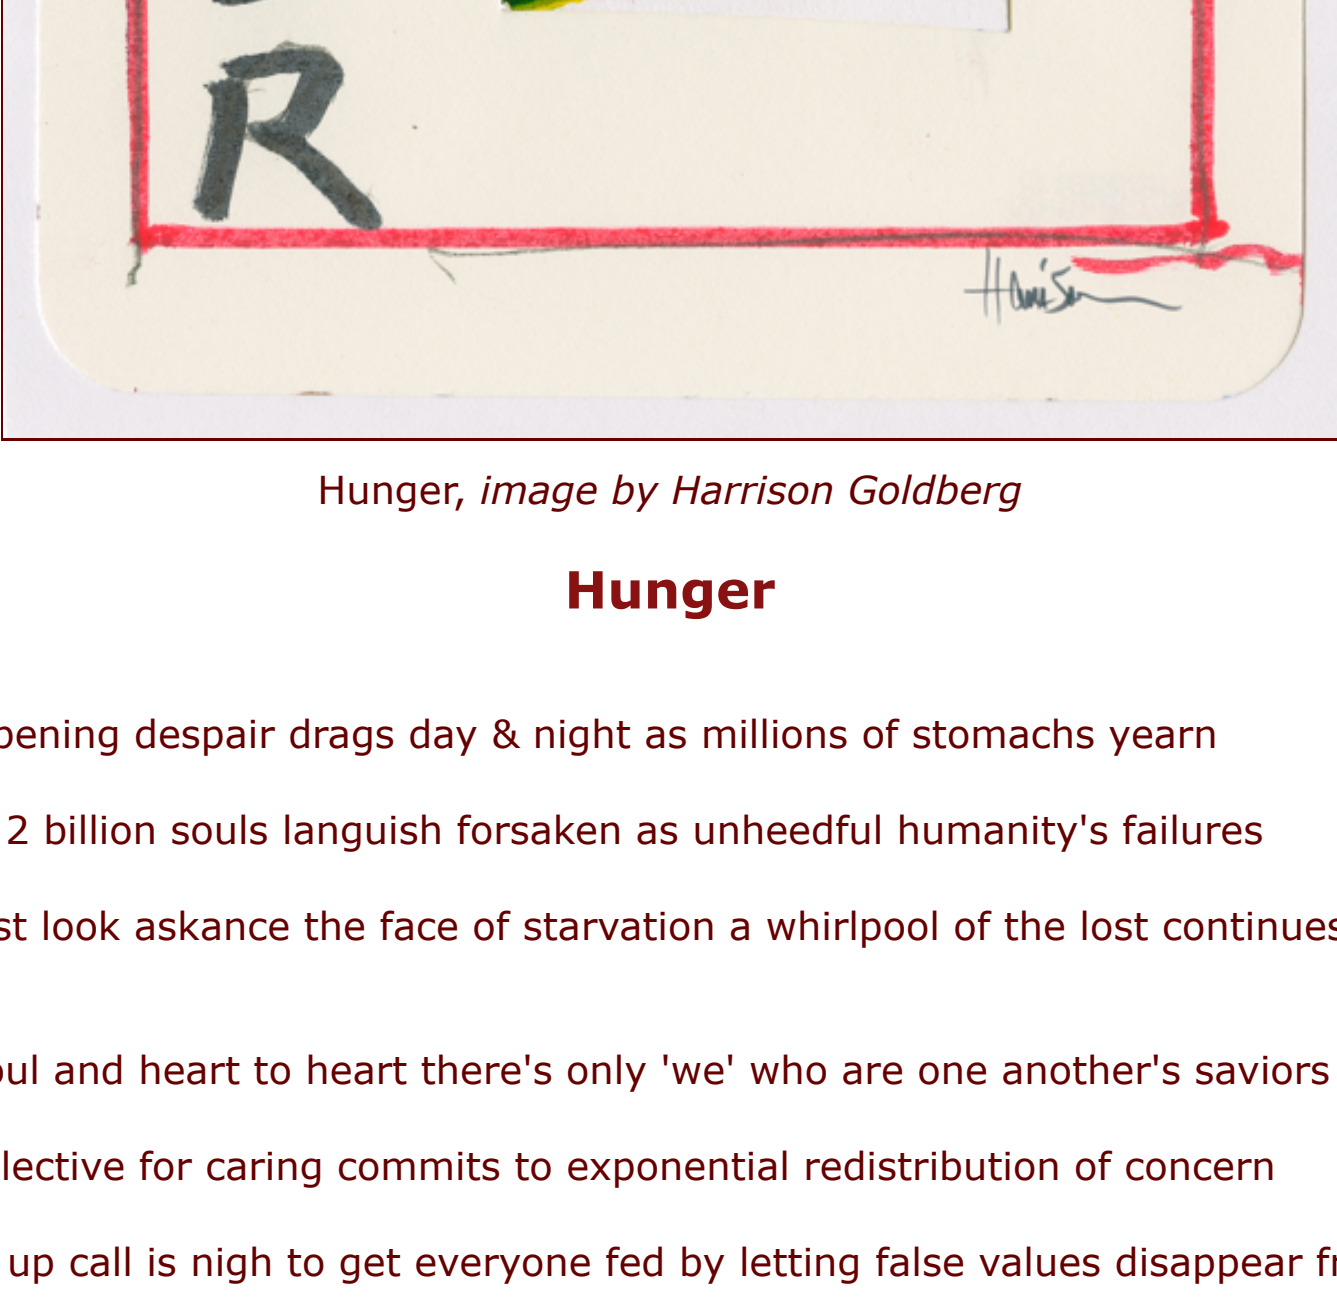 R
Harrison
Hunger, image by Harrison Goldberg
Hunger
despair drags day & night as millions of stomachs yearn
2 billion souls languish forsaken as unheedful humanity's failures
look askance the face of starvation a whirlpool of the lost continues
and heart to heart there's only 'we' who are one another's saviors
for caring commits to exponential redistribution of concern
up call is nigh to get everyone fed by letting false values disappear